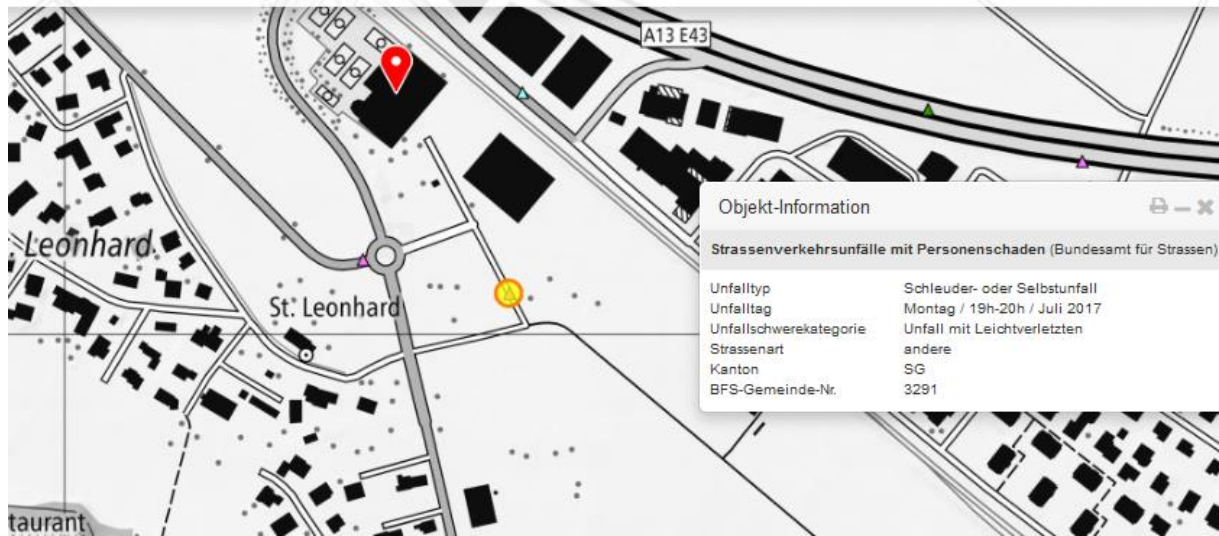 A13 E43
Objekt-Information
Strassenverkehrsunfälle mit Personenschaden (Bundesamt für Strassen)
Unfalltyp Schleuder- oder Selbstunfall
Unfalltag Montag / 19h-20h / Juli 2017
Unfallschwerekategorie Unfall mit Leichtverletzten
Strassenart andere
Kanton SG
BFS-Gemeinde-Nr. 3291
Leonhard
St. Leonhard
taurant